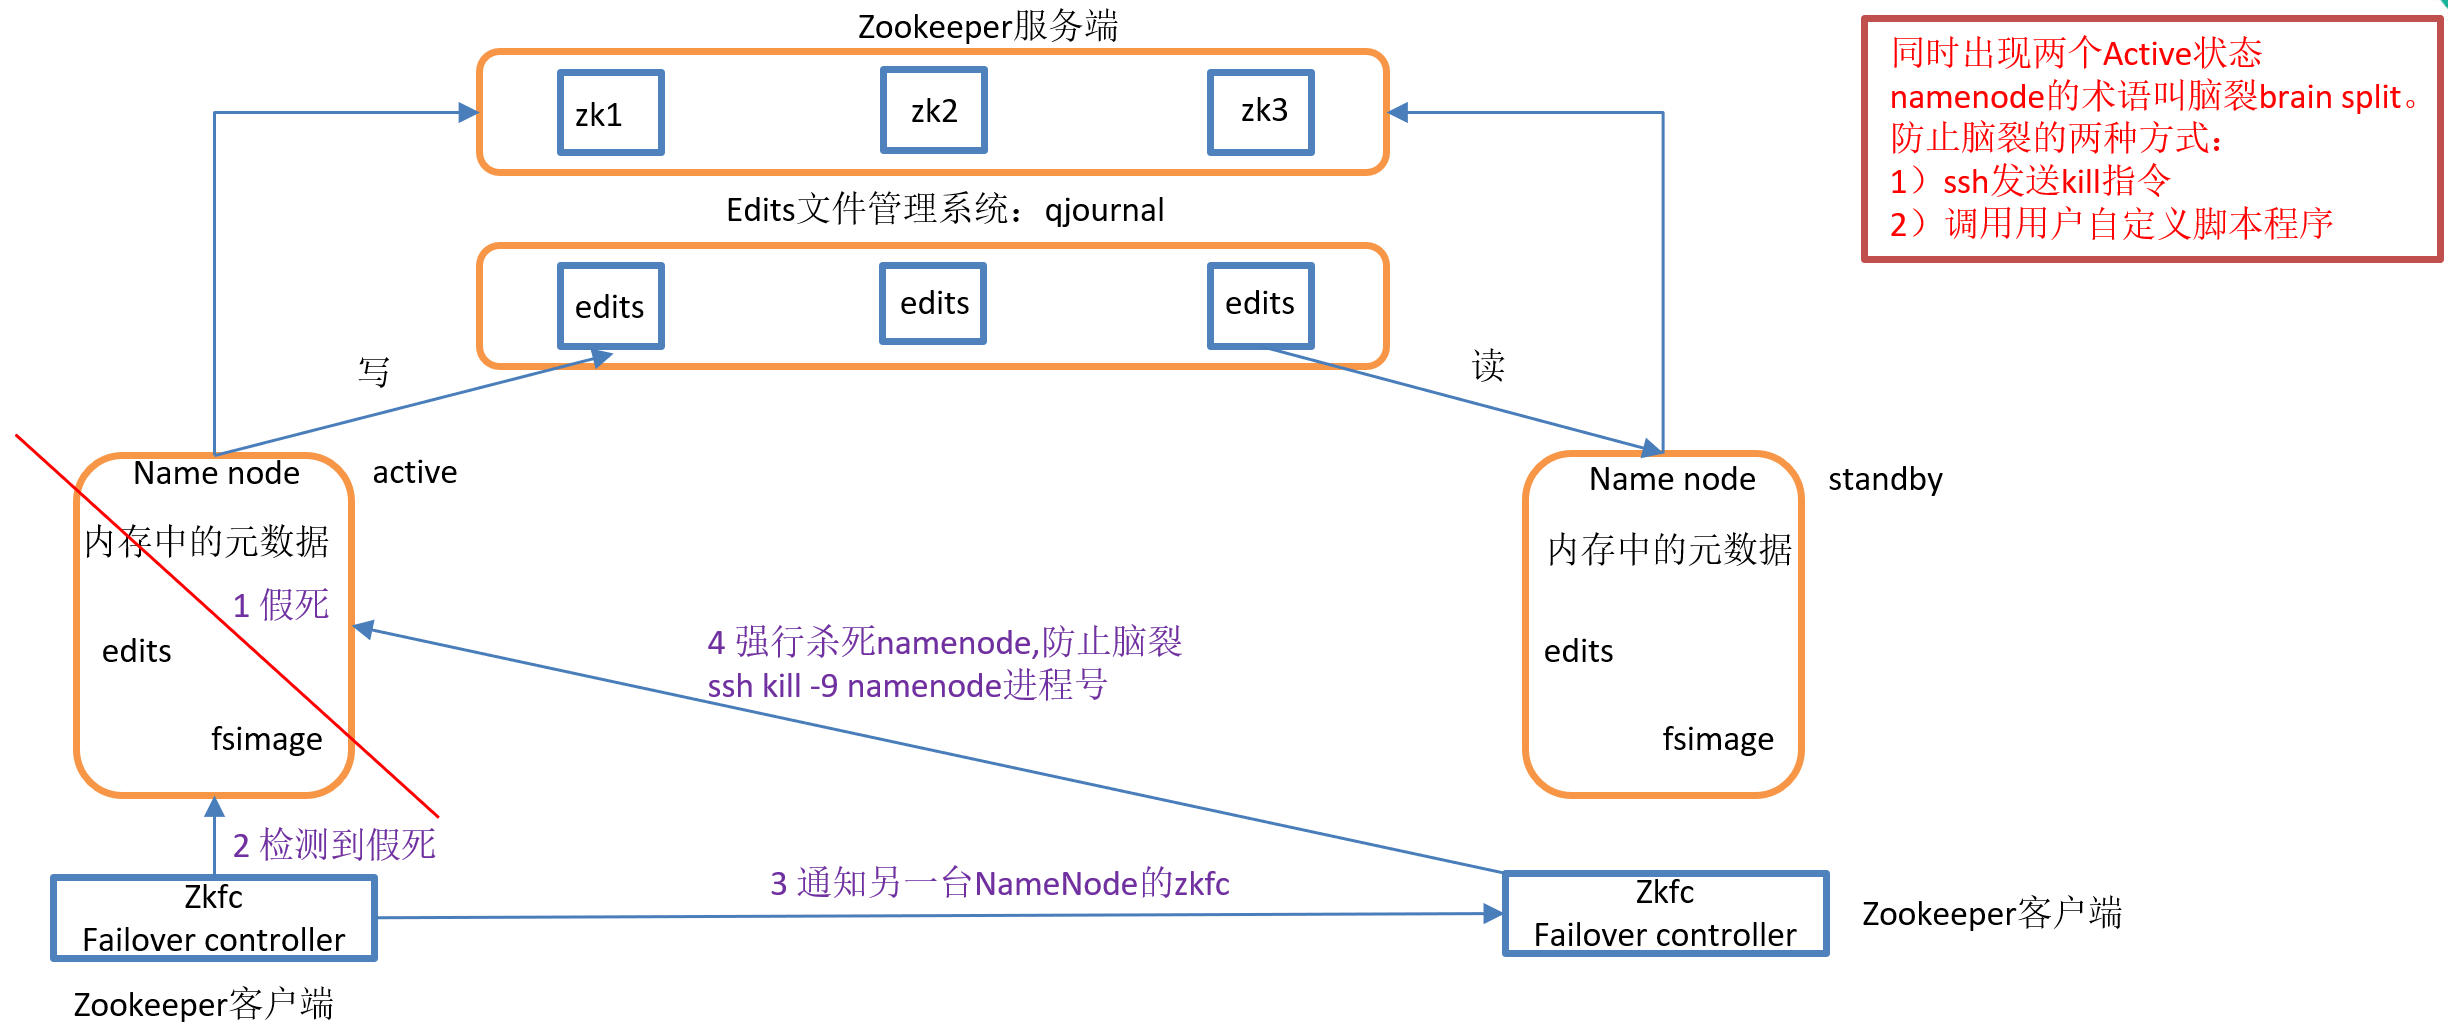 Zookeeper服务端
zk1
zk2
zk3
同时出现两个Active状态
namenode的术语叫脑裂brain split。
防止脑裂的两种方式：
1）ssh发送kill指令
2）调用用户自定义脚本程序
Edits文件管理系统：qjournal
edits
edits
edits
写
读
Name node
active
内存中的元数据
1 假死
edits
fsimage
Name node
standby
内存中的元数据
edits
fsimage
4 强行杀死namenode,防止脑裂
ssh kill -9 namenode进程号
2 检测到假死
3 通知另一台NameNode的zkfc
Zkfc
Failover controller
Zookeeper客户端
Zkfc
Failover controller
Zookeeper客户端